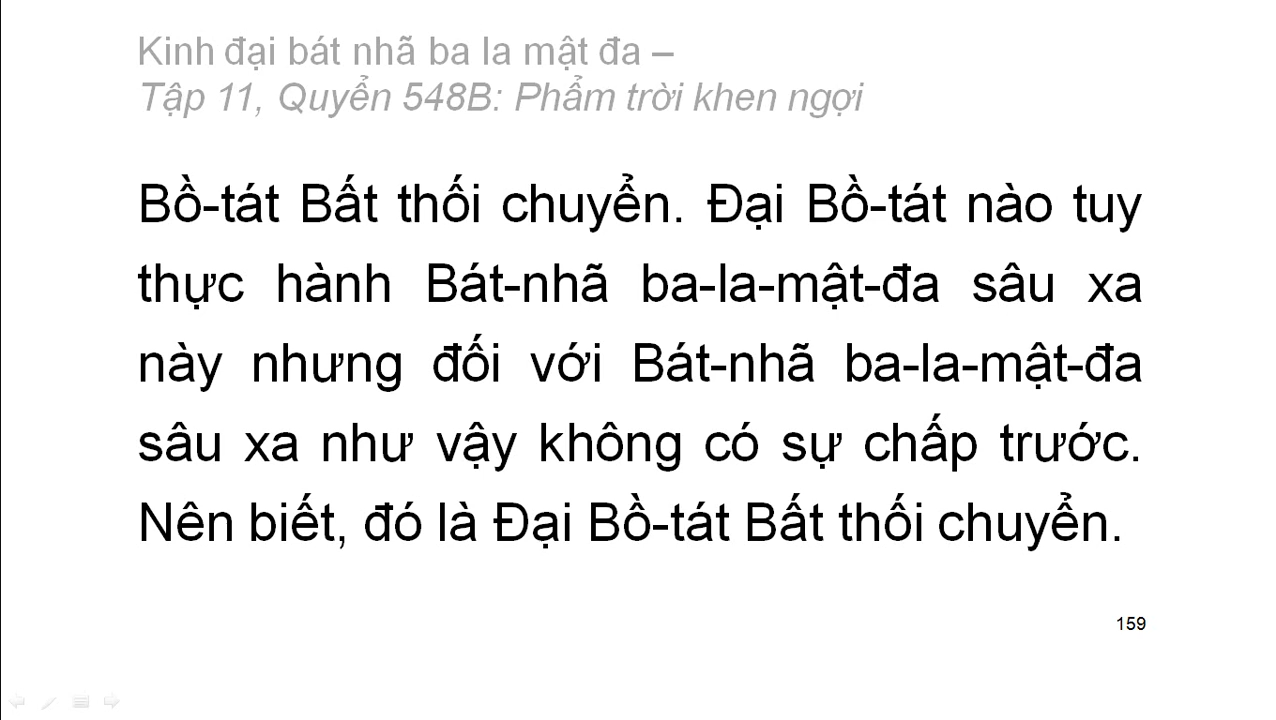 Kinh đại bát nhã ba la mật đa –
Tập 11, Quyển 548B: Phẩm trời khen ngợi
Bồ-tát Bất thối chuyển. Đại Bồ-tát nào tuy
thực hành Bát-nhã ba-la-mật-đa sâu xa
này nhưng đối với Bát-nhã ba-la-mật-đa
sâu xa như vậy không có sự chấp trước.
Nên biết, đó là Đại Bồ-tát Bất thối chuyển.
159